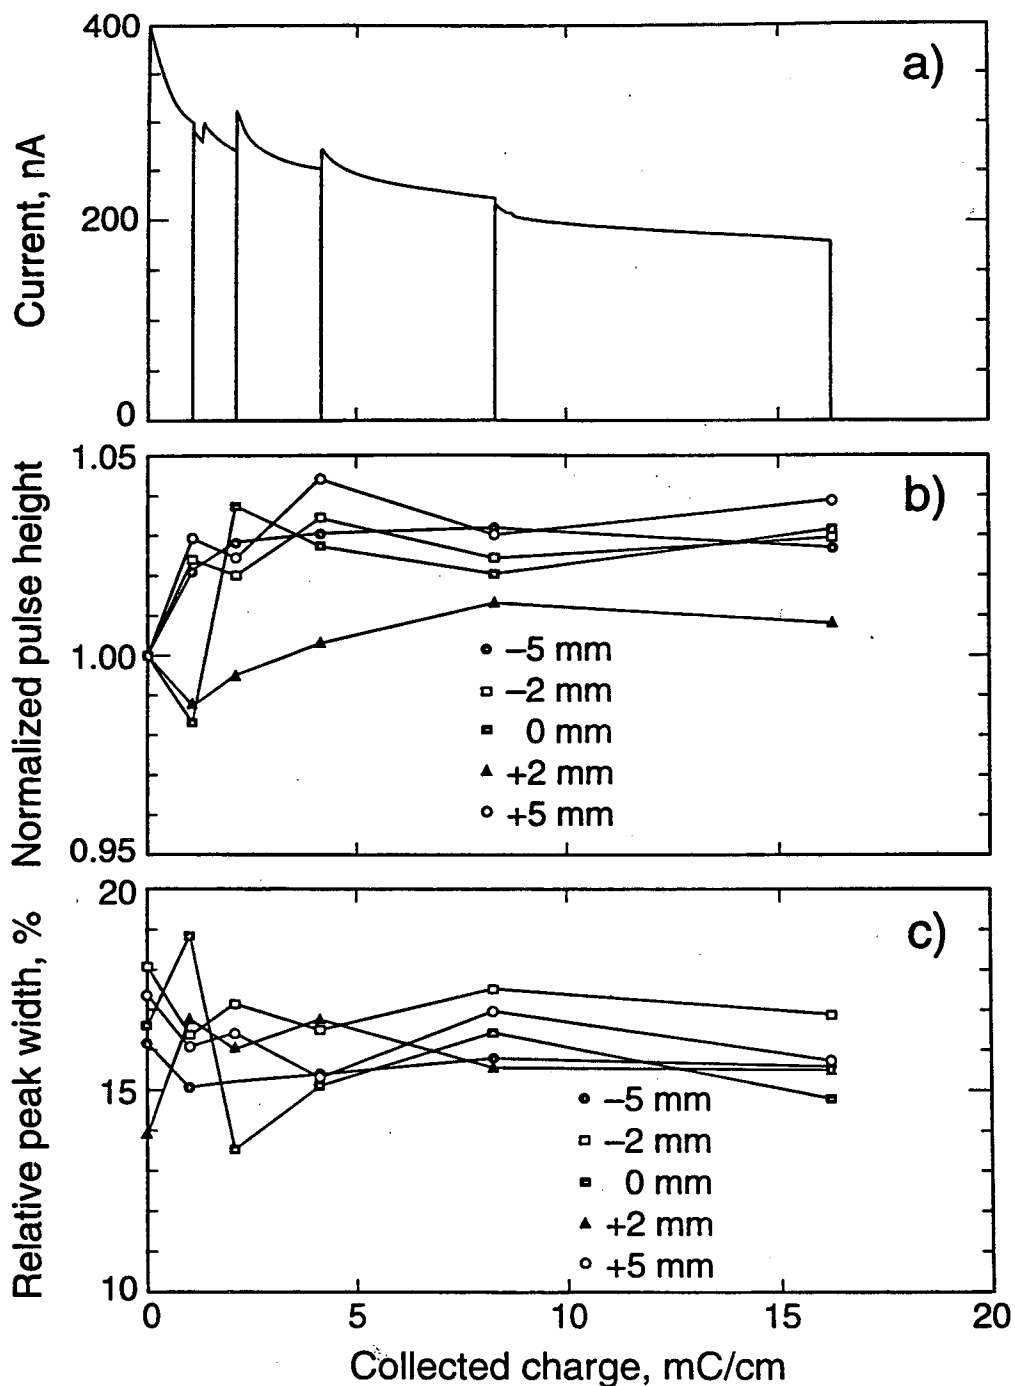 400
a)
Current, nA
200
0
1.05
b)
Normalized pulse height
1.00
–5 mm
–2 mm
0 mm
+2 mm
+5 mm
0.95
20
c)
Relative peak width, %
15
–5 mm
–2 mm
0 mm
+2 mm
+5 mm
10
0 5 10 15 20
Collected charge, mC/cm